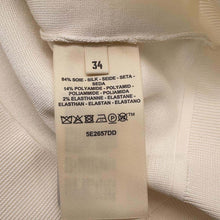 34
84% SOIE - SILK - SEIDE - SETA -
SEDA
14% POLYAMIDE - POLYAMID -
POLIAMMIDE - POLIAMIDA -
POLIAMIDA
2% ELASTHANNE - ELASTANE -
ELASTHAN - ELASTAN - ELASTANO
5E2657DD